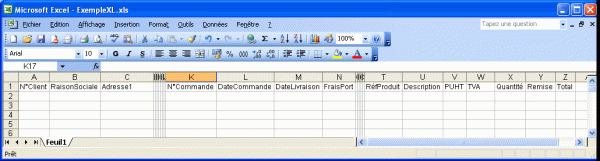 Microsoft Excel - ExempleXL.xls
Fichier Edition Affichage Insertion Format Outils Données Fenêtre ? Tapez une question
100%
Arial 10 G I S
K17 fx
A B C K L M N T U V W X Y Z
1 N°Client RaisonSociale Adresse1 N°Commande DateCommande DateLivraison FraisPort RéfProduit Description PUHT TVA Quantité Remise Total
2
3
4
5
6
Feuil1
Prêt